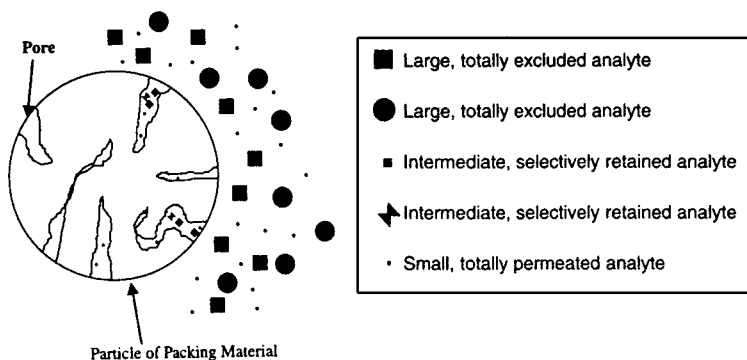 Pore
Large, totally excluded analyte
Large, totally excluded analyte
Intermediate, selectively retained analyte
Intermediate, selectively retained analyte
Small, totally permeated analyte
Particle of Packing Material